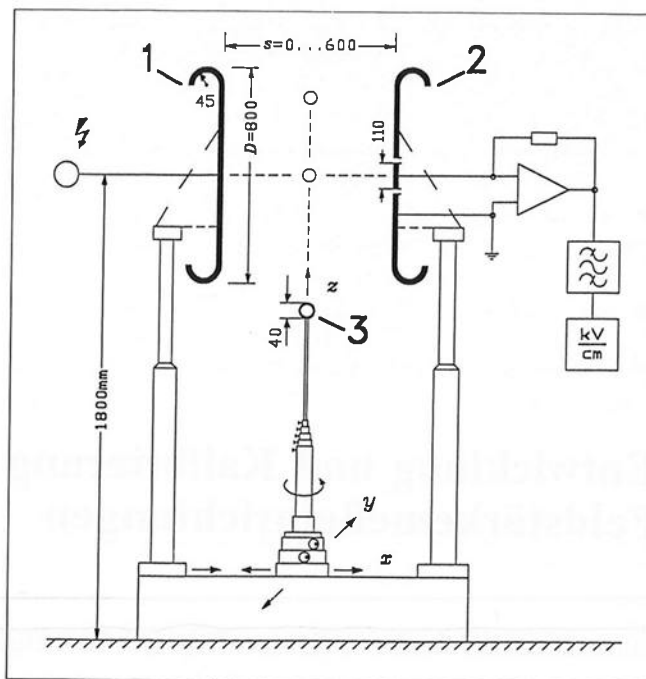 s=0...600
1
2
45
D=800
110
z
3
40
kV
cm
1800mm
Entwicklung und Kalibrierung
y
Feldstärkemeßeinrichtungen
x